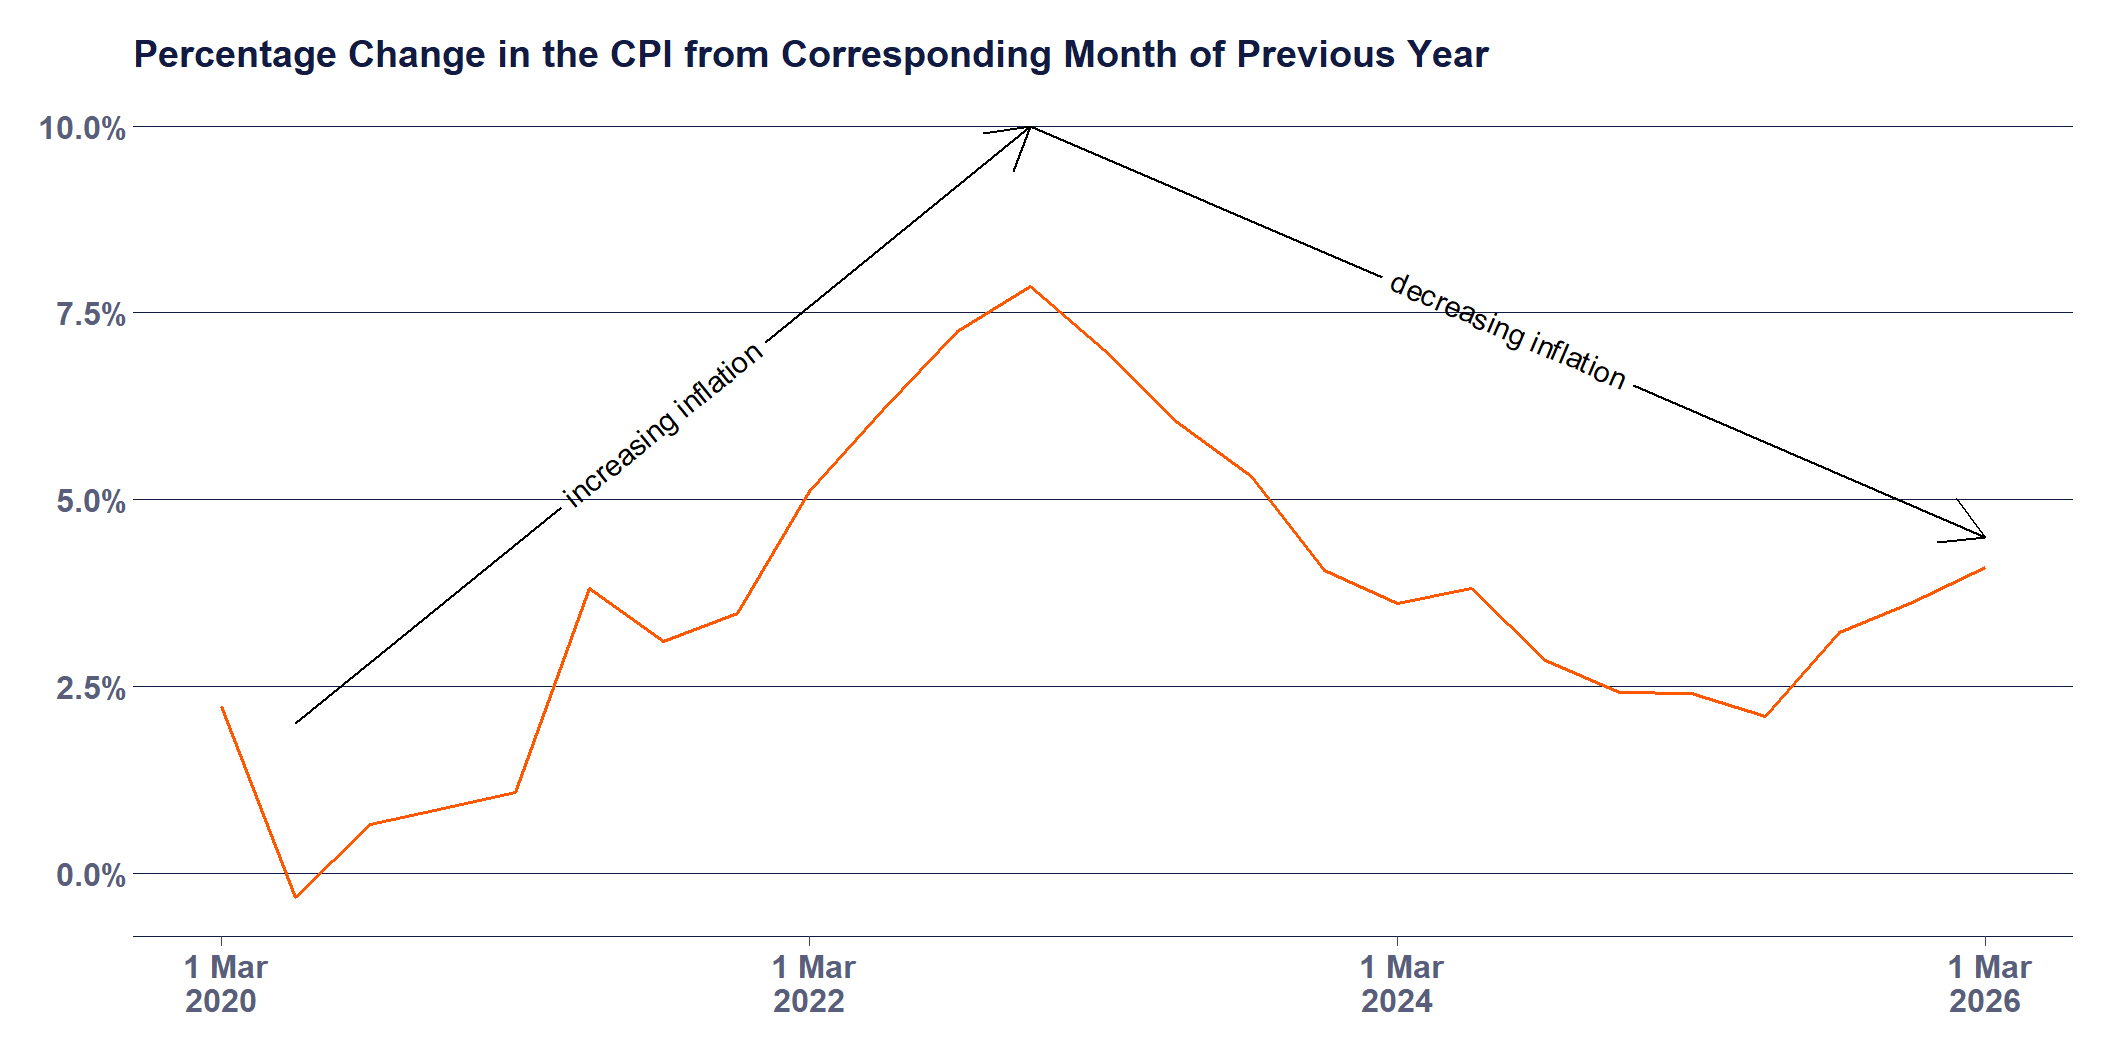 Percentage Change in the CPI from Corresponding Month of Previous Year
10.0%
7.5%
5.0%
2.5%
0.0%
increasing inflation
decreasing inflation
1 Mar
2020
1 Mar
2022
1 Mar
2024
1 Mar
2026